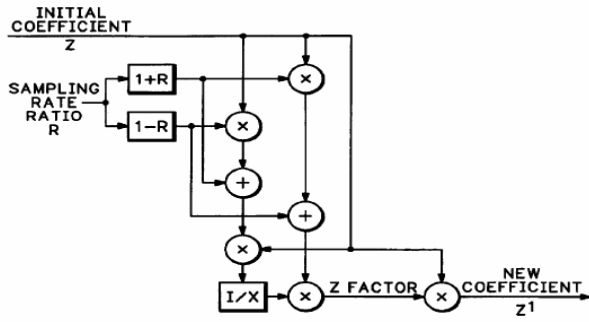 INITIAL
COEFFICIENT
Z
SAMPLING
RATE
RATIO
R
1+R
1-R
×
×
+
+
×
I/X
×
Z FACTOR
×
NEW
COEFFICIENT
Z1